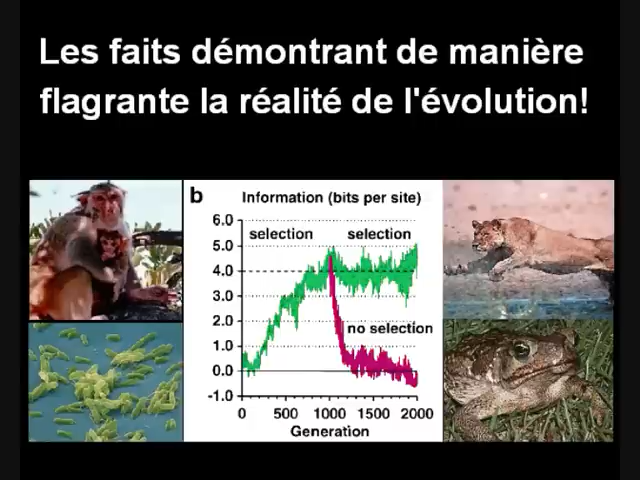 Les faits démontrant de manière
flagrante la réalité de l'évolution!
b Information (bits per site)
6.0
selection selection
5.0
4.0
3.0
2.0
no selection
1.0
0.0
-1.0
0 500 1000 1500 2000
Generation